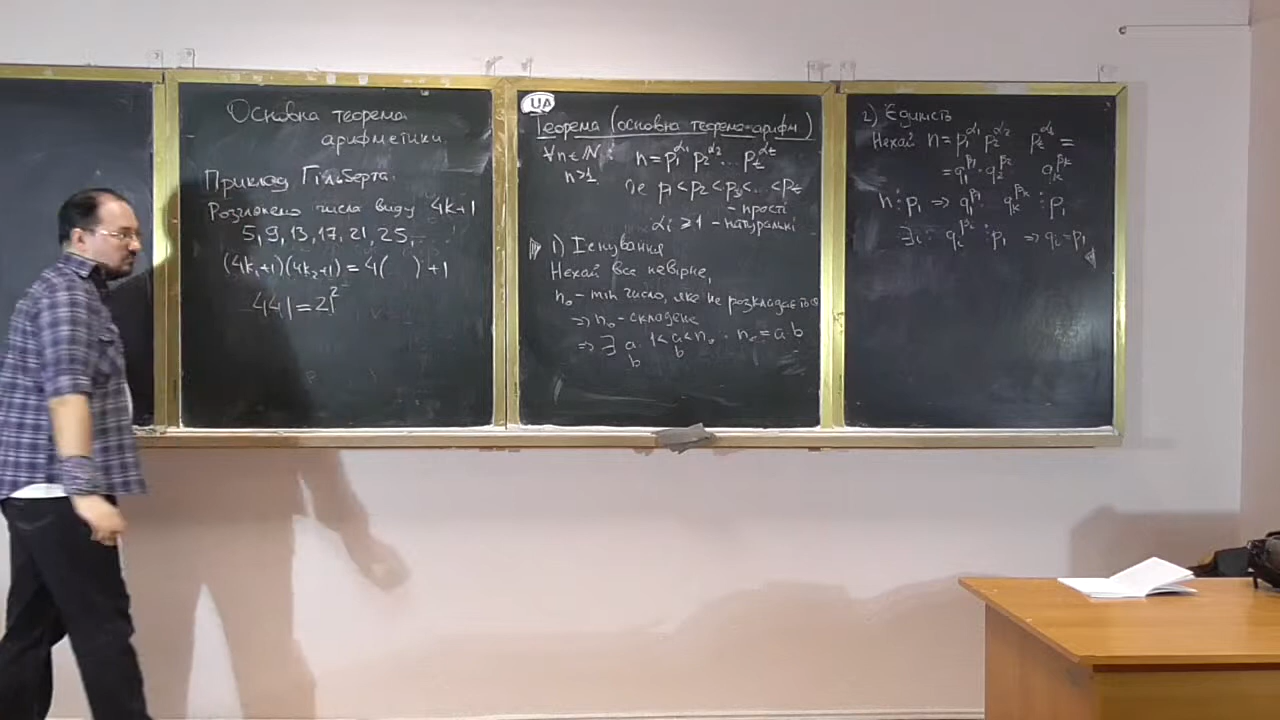 Основна теорема
арифметики.
Приклад Гільберта.
Розглянемо числа виду 4k+1
5, 9, 13, 17, 21, 25,
(4k₁+1)(4k₂+1)=4( )+1
441=21²
UA
Теорема (основна теорема арифм)
∀n∈ℕ: n=p₁^α₁ p₂^α₂ … p_t^α_t
n>1.
де p₁<p₂<p₃<…<p_t
– прості
αᵢ ≥ 1 – натуральні
1) Існування
Нехай все невірне,
n₀ – min число, яке не розкладається
⇒ n₀ – складене
⇒ ∃ a, b 1<a, b<n₀ : n₀=a·b
2) Єдиність
Нехай n=p₁^α₁ p₂^α₂ p_t^α_t =
=q₁^β₁ · q₂^β₂ q_k^β_k
n⋮p₁ ⇒ q₁^β₁ q_k^β_k ⋮p₁
∃i : qᵢ^βᵢ ⋮p₁ ⇒ qᵢ=p₁